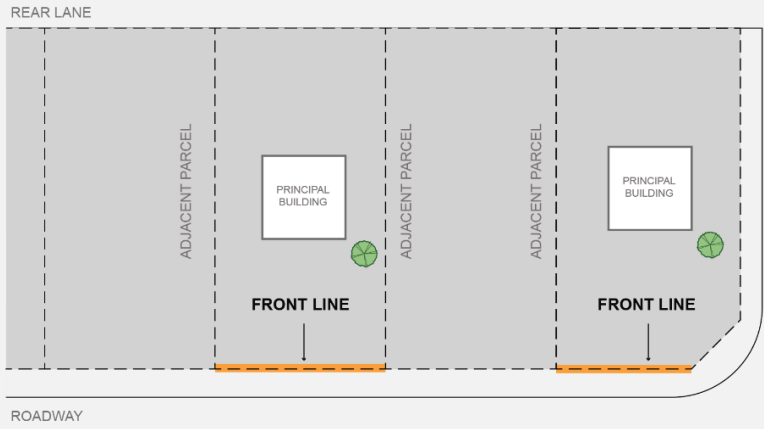 REAR LANE
ADJACENT PARCEL
ADJACENT PARCEL
ADJACENT PARCEL
PRINCIPAL
BUILDING
PRINCIPAL
BUILDING
FRONT LINE
FRONT LINE
ROADWAY